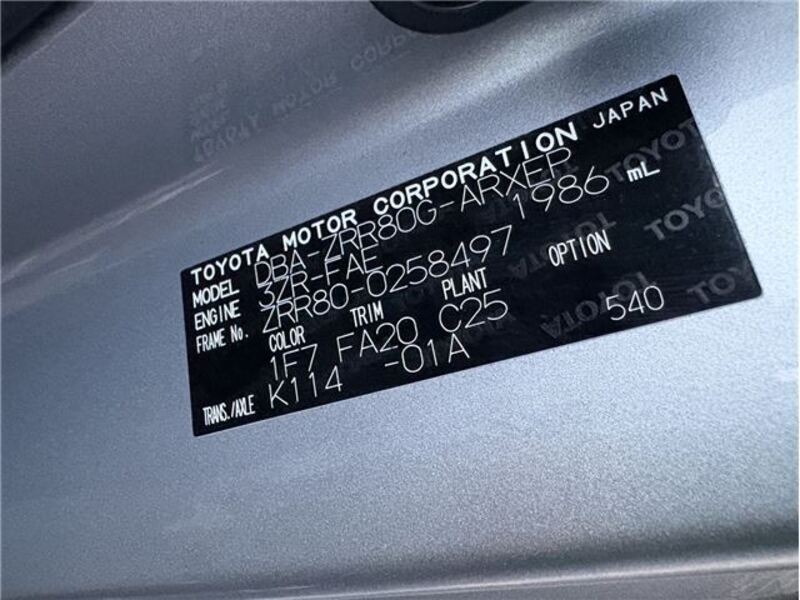 TOYOTA MOTOR CORPORATION JAPAN
MODEL DBA-ZRR80G-ARXEP
ENGINE 3ZR-FAE 1986 mL
FRAME No. ZRR80-0258497
COLOR TRIM PLANT OPTION
1F7 FA20 C25 540
TRANS./AXLE K114 -01A